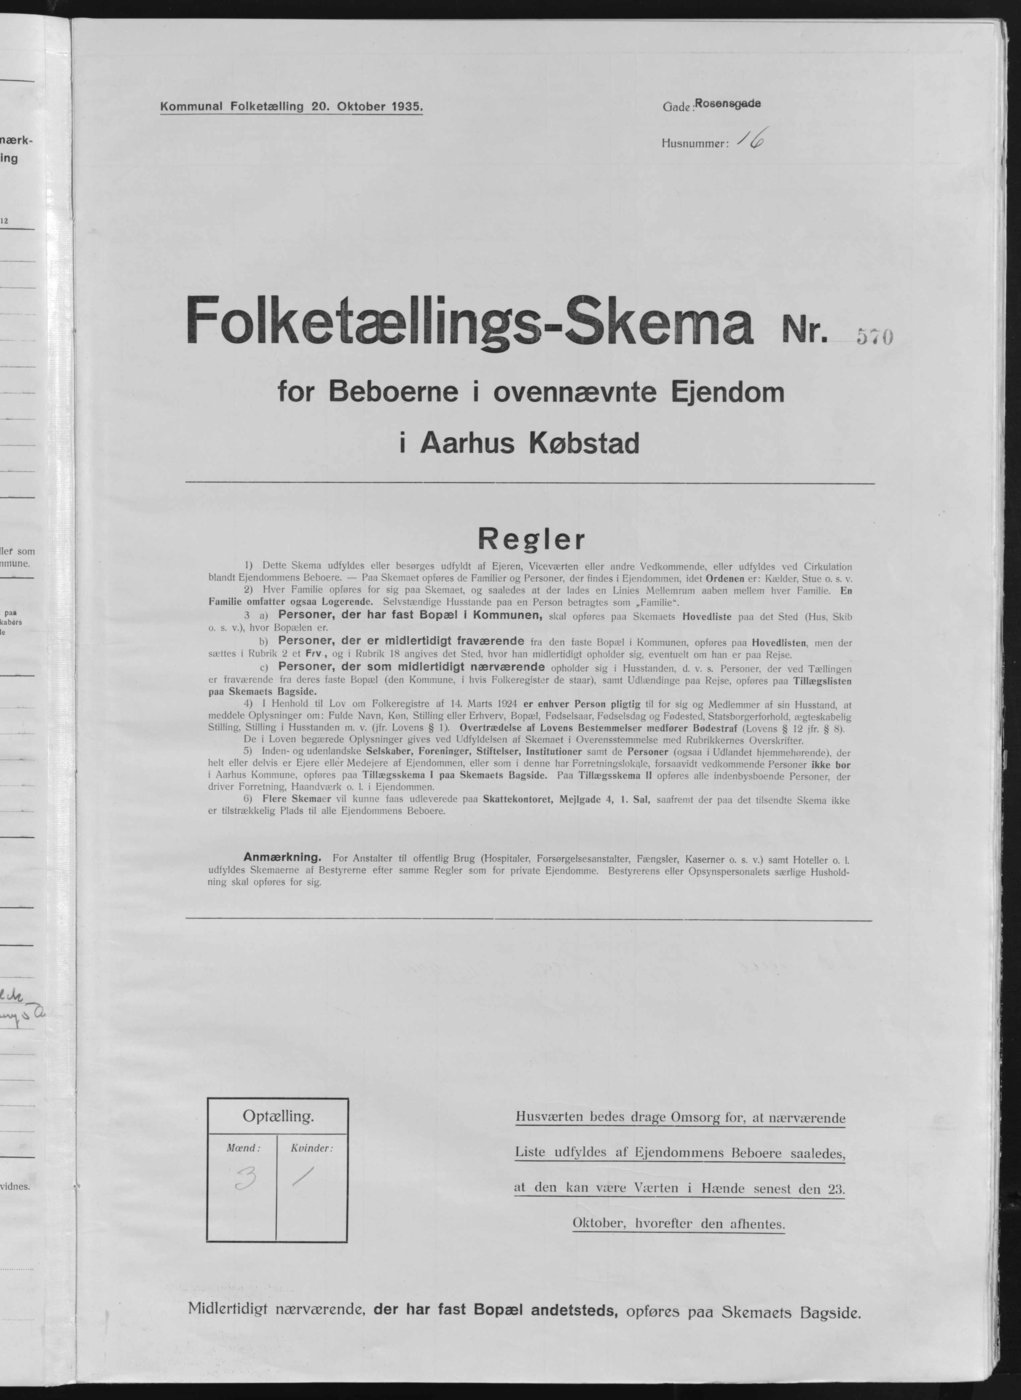 Kommunal Folketælling 20. Oktober 1935.
Gade: Rosensgade
Husnummer: 16
Folketællings-Skema Nr. 570
for Beboerne i ovennævnte Ejendom
i Aarhus Købstad
Regler
1) Dette Skema udfyldes eller besørges udfyldt af Ejeren, Viceværten eller andre Vedkommende, eller udfyldes ved Cirkulation
blandt Ejendommens Beboere. — Paa Skemaet opføres de Familier og Personer, der findes i Ejendommen, idet Ordenen er: Kælder, Stue o. s. v.
2) Hver Familie opføres for sig paa Skemaet, og saaledes at der lades en Linies Mellemrum aaben mellem hver Familie. En
Familie omfatter ogsaa Logerende. Selvstændige Husstande paa en Person betragtes som „Familie“.
3 a) Personer, der har fast Bopæl i Kommunen, skal opføres paa Skemaets Hovedliste paa det Sted (Hus, Skib
o. s. v.), hvor Bopælen er.
b) Personer, der er midlertidigt fraværende fra den faste Bopæl i Kommunen, opføres paa Hovedlisten, men der
sættes i Rubrik 2 et Frv., og i Rubrik 18 angives det Sted, hvor han midlertidigt opholder sig, eventuelt om han er paa Rejse.
c) Personer, der som midlertidigt nærværende opholder sig i Husstanden, d. v. s. Personer, der ved Tællingen
er fraværende fra deres faste Bopæl (den Kommune, i hvis Folkeregister de staar), samt Udlændinge paa Rejse, opføres paa Tillægslisten
paa Skemaets Bagside.
4) I Henhold til Lov om Folkeregistre af 14. Marts 1924 er enhver Person pligtig til for sig og Medlemmer af sin Husstand, at
meddele Oplysninger om: Fulde Navn, Køn, Stilling eller Erhverv, Bopæl, Fødselsaar, Fødselsdag og Fødested, Statsborgerforhold, ægteskabelig
Stilling, Stilling i Husstanden m. v. (jfr. Lovens § 1). Overtrædelse af Lovens Bestemmelser medfører Bødestraf (Lovens § 12 jfr. § 8).
De i Loven begærede Oplysninger gives ved Udfyldelsen af Skemaet i Overensstemmelse med Rubrikkernes Overskrifter.
5) Inden- og udenlandske Selskaber, Foreninger, Stiftelser, Institutioner samt de Personer (ogsaa i Udlandet hjemmehørende), der
helt eller delvis er Ejere eller Medejere af Ejendommen, eller som i denne har Forretningslokale, forsaavidt vedkommende Personer ikke bor
i Aarhus Kommune, opføres paa Tillægsskema I paa Skemaets Bagside. Paa Tillægsskema II opføres alle indenbysboende Personer, der
driver Forretning, Haandværk o. l. i Ejendommen.
6) Flere Skemaer vil kunne faas udleverede paa Skattekontoret, Mejlgade 4, 1. Sal, saafremt der paa det tilsendte Skema ikke
er tilstrækkelig Plads til alle Ejendommens Beboere.
Anmærkning. For Anstalter til offentlig Brug (Hospitaler, Forsørgelsesanstalter, Fængsler, Kaserner o. s. v.) samt Hoteller o. l.
udfyldes Skemaerne af Bestyrerne efter samme Regler som for private Ejendomme. Bestyrerens eller Opsynspersonalets særlige Hushold-
ning skal opføres for sig.
Optælling.
Mænd: Kvinder:
3 1
Husværten bedes drage Omsorg for, at nærværende
Liste udfyldes af Ejendommens Beboere saaledes,
at den kan være Værten i Hænde senest den 23.
Oktober, hvorefter den afhentes.
Midlertidigt nærværende, der har fast Bopæl andetsteds, opføres paa Skemaets Bagside.